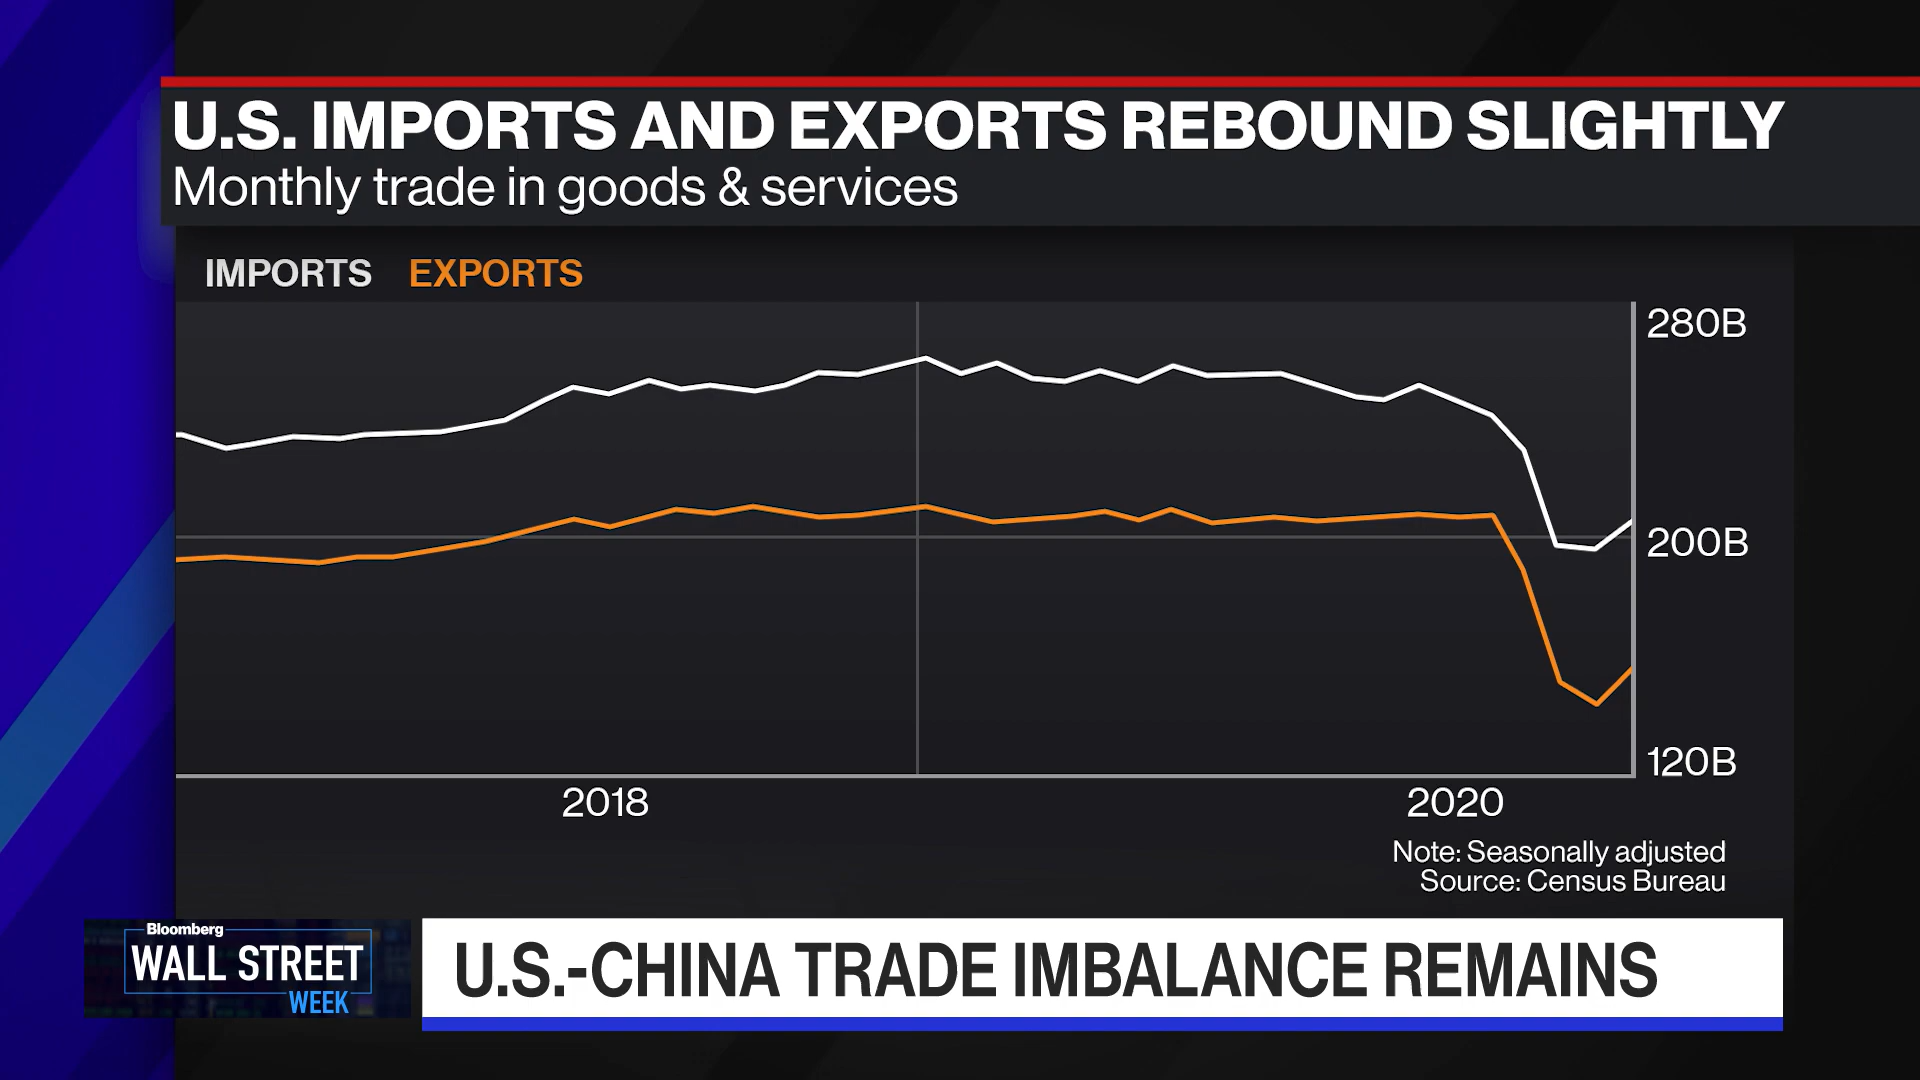 U.S. IMPORTS AND EXPORTS REBOUND SLIGHTLY
Monthly trade in goods & services
IMPORTS EXPORTS
280B
200B
120B
2018 2020
Note: Seasonally adjusted
Source: Census Bureau
Bloomberg
WALL STREET
WEEK
U.S.-CHINA TRADE IMBALANCE REMAINS